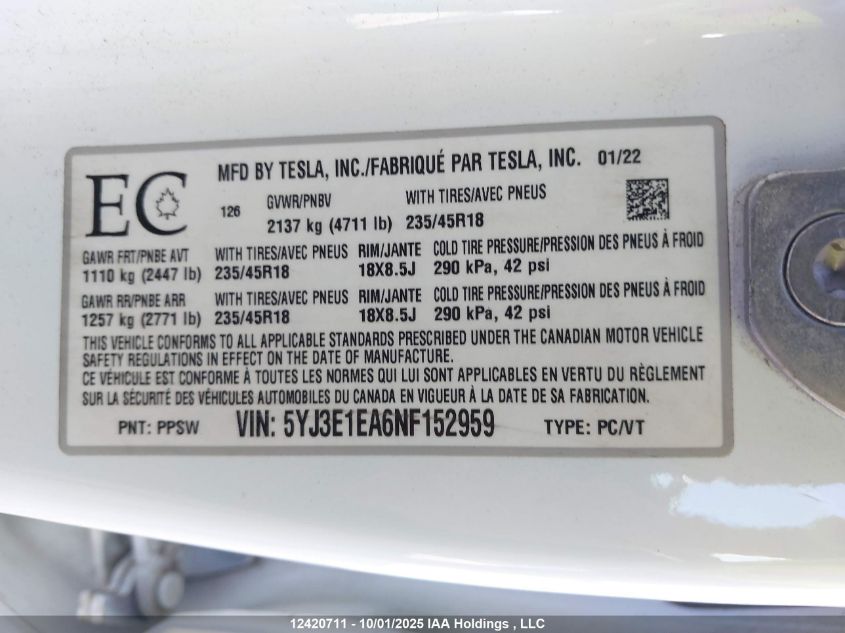 MFD BY TESLA, INC./FABRIQUÉ PAR TESLA, INC. 01/22
EC
126
GVWR/PNBV WITH TIRES/AVEC PNEUS
2137 kg (4711 lb) 235/45R18
GAWR FRT/PNBE AVT WITH TIRES/AVEC PNEUS RIM/JANTE COLD TIRE PRESSURE/PRESSION DES PNEUS À FROID
1110 kg (2447 lb) 235/45R18 18X8.5J 290 kPa, 42 psi
GAWR RR/PNBE ARR WITH TIRES/AVEC PNEUS RIM/JANTE COLD TIRE PRESSURE/PRESSION DES PNEUS À FROID
1257 kg (2771 lb) 235/45R18 18X8.5J 290 kPa, 42 psi
THIS VEHICLE CONFORMS TO ALL APPLICABLE STANDARDS PRESCRIBED UNDER THE CANADIAN MOTOR VEHICLE
SAFETY REGULATIONS IN EFFECT ON THE DATE OF MANUFACTURE.
CE VÉHICULE EST CONFORME À TOUTES LES NORMES QUI LUI SONT APPLICABLES EN VERTU DU RÈGLEMENT
SUR LA SÉCURITÉ DES VÉHICULES AUTOMOBILES DU CANADA EN VIGUEUR À LA DATE DE SA FABRICATION.
PNT: PPSW VIN: 5YJ3E1EA6NF152959 TYPE: PC/VT
12420711 - 10/01/2025 IAA Holdings , LLC